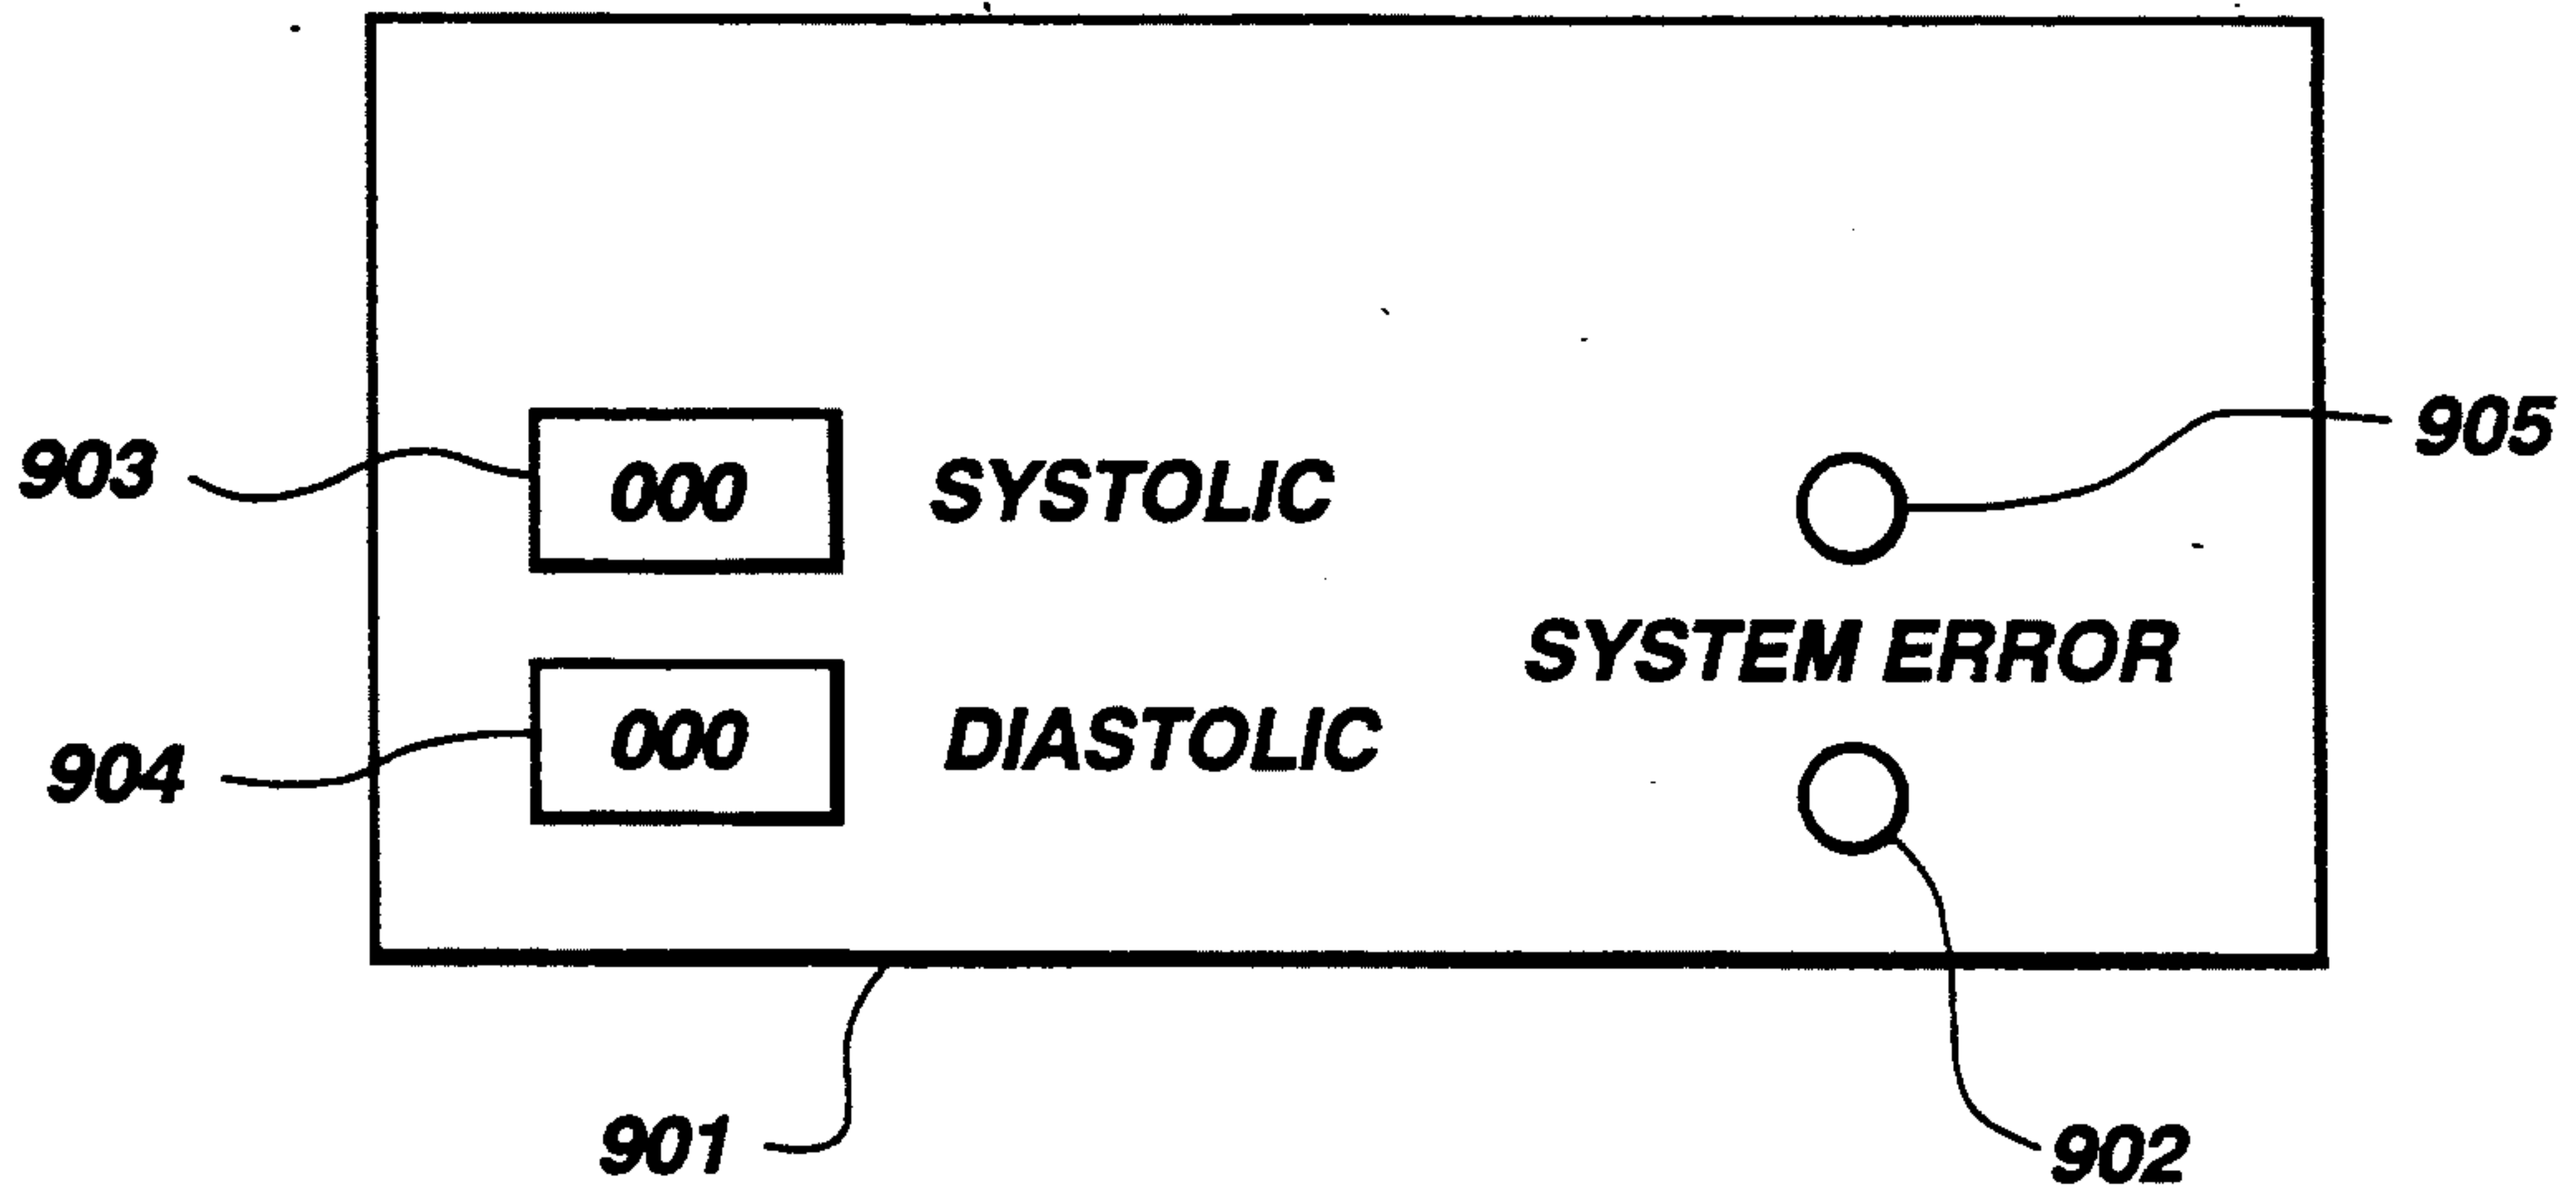 905
903 000 SYSTOLIC
SYSTEM ERROR
904 000 DIASTOLIC
901
902